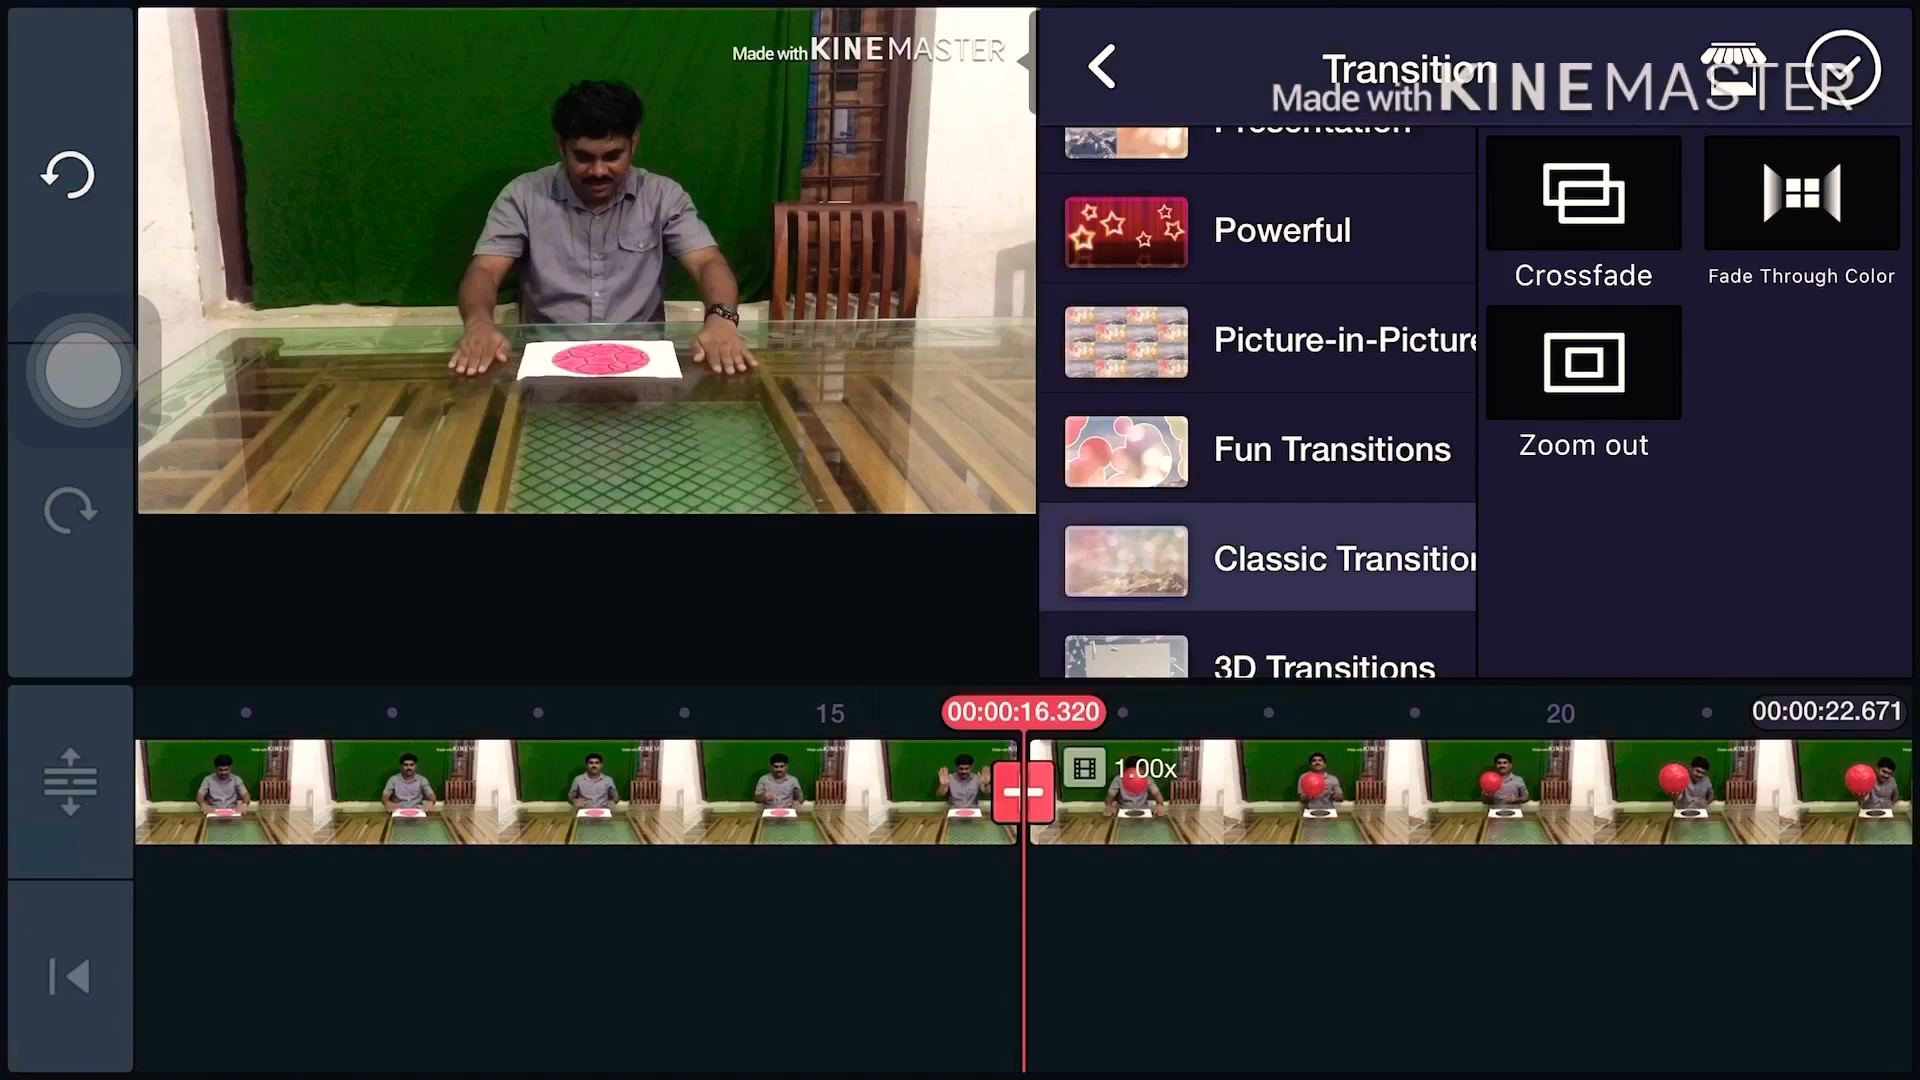 Made with KINEMASTER
Transition
Made with KINEMASTER
Presentation
Powerful
Picture-in-Picture
Fun Transitions
Classic Transition
3D Transitions
Crossfade
Fade Through Color
Zoom out
15
00:00:16.320
20
00:00:22.671
1.00x